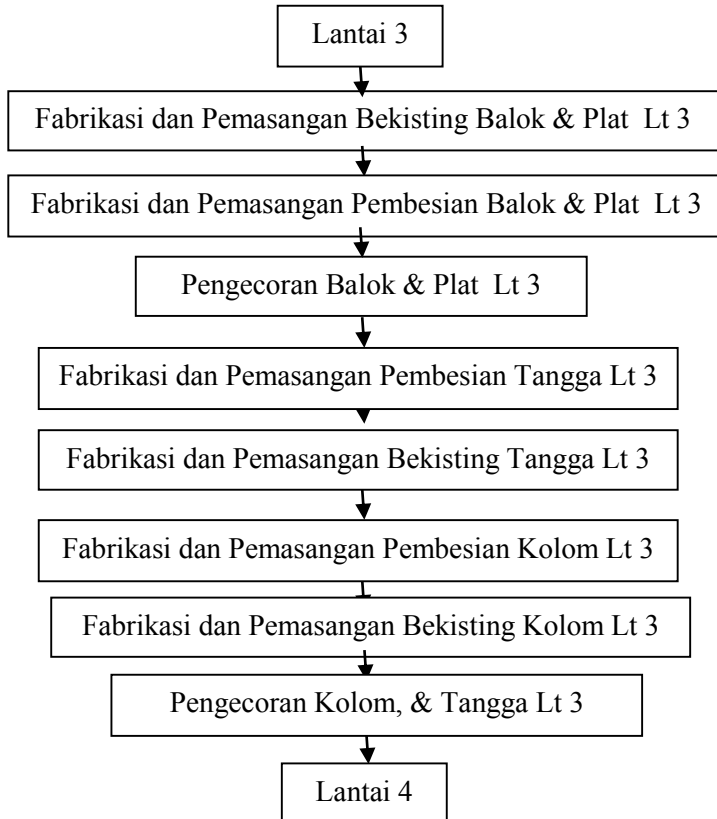 Lantai 3
Fabrikasi dan Pemasangan Bekisting Balok & Plat  Lt 3
Fabrikasi dan Pemasangan Pembesian Balok & Plat  Lt 3
Pengecoran Balok & Plat  Lt 3
Fabrikasi dan Pemasangan Pembesian Tangga Lt 3
Fabrikasi dan Pemasangan Bekisting Tangga Lt 3
Fabrikasi dan Pemasangan Pembesian Kolom Lt 3
Fabrikasi dan Pemasangan Bekisting Kolom Lt 3
Pengecoran Kolom, & Tangga Lt 3
Lantai 4